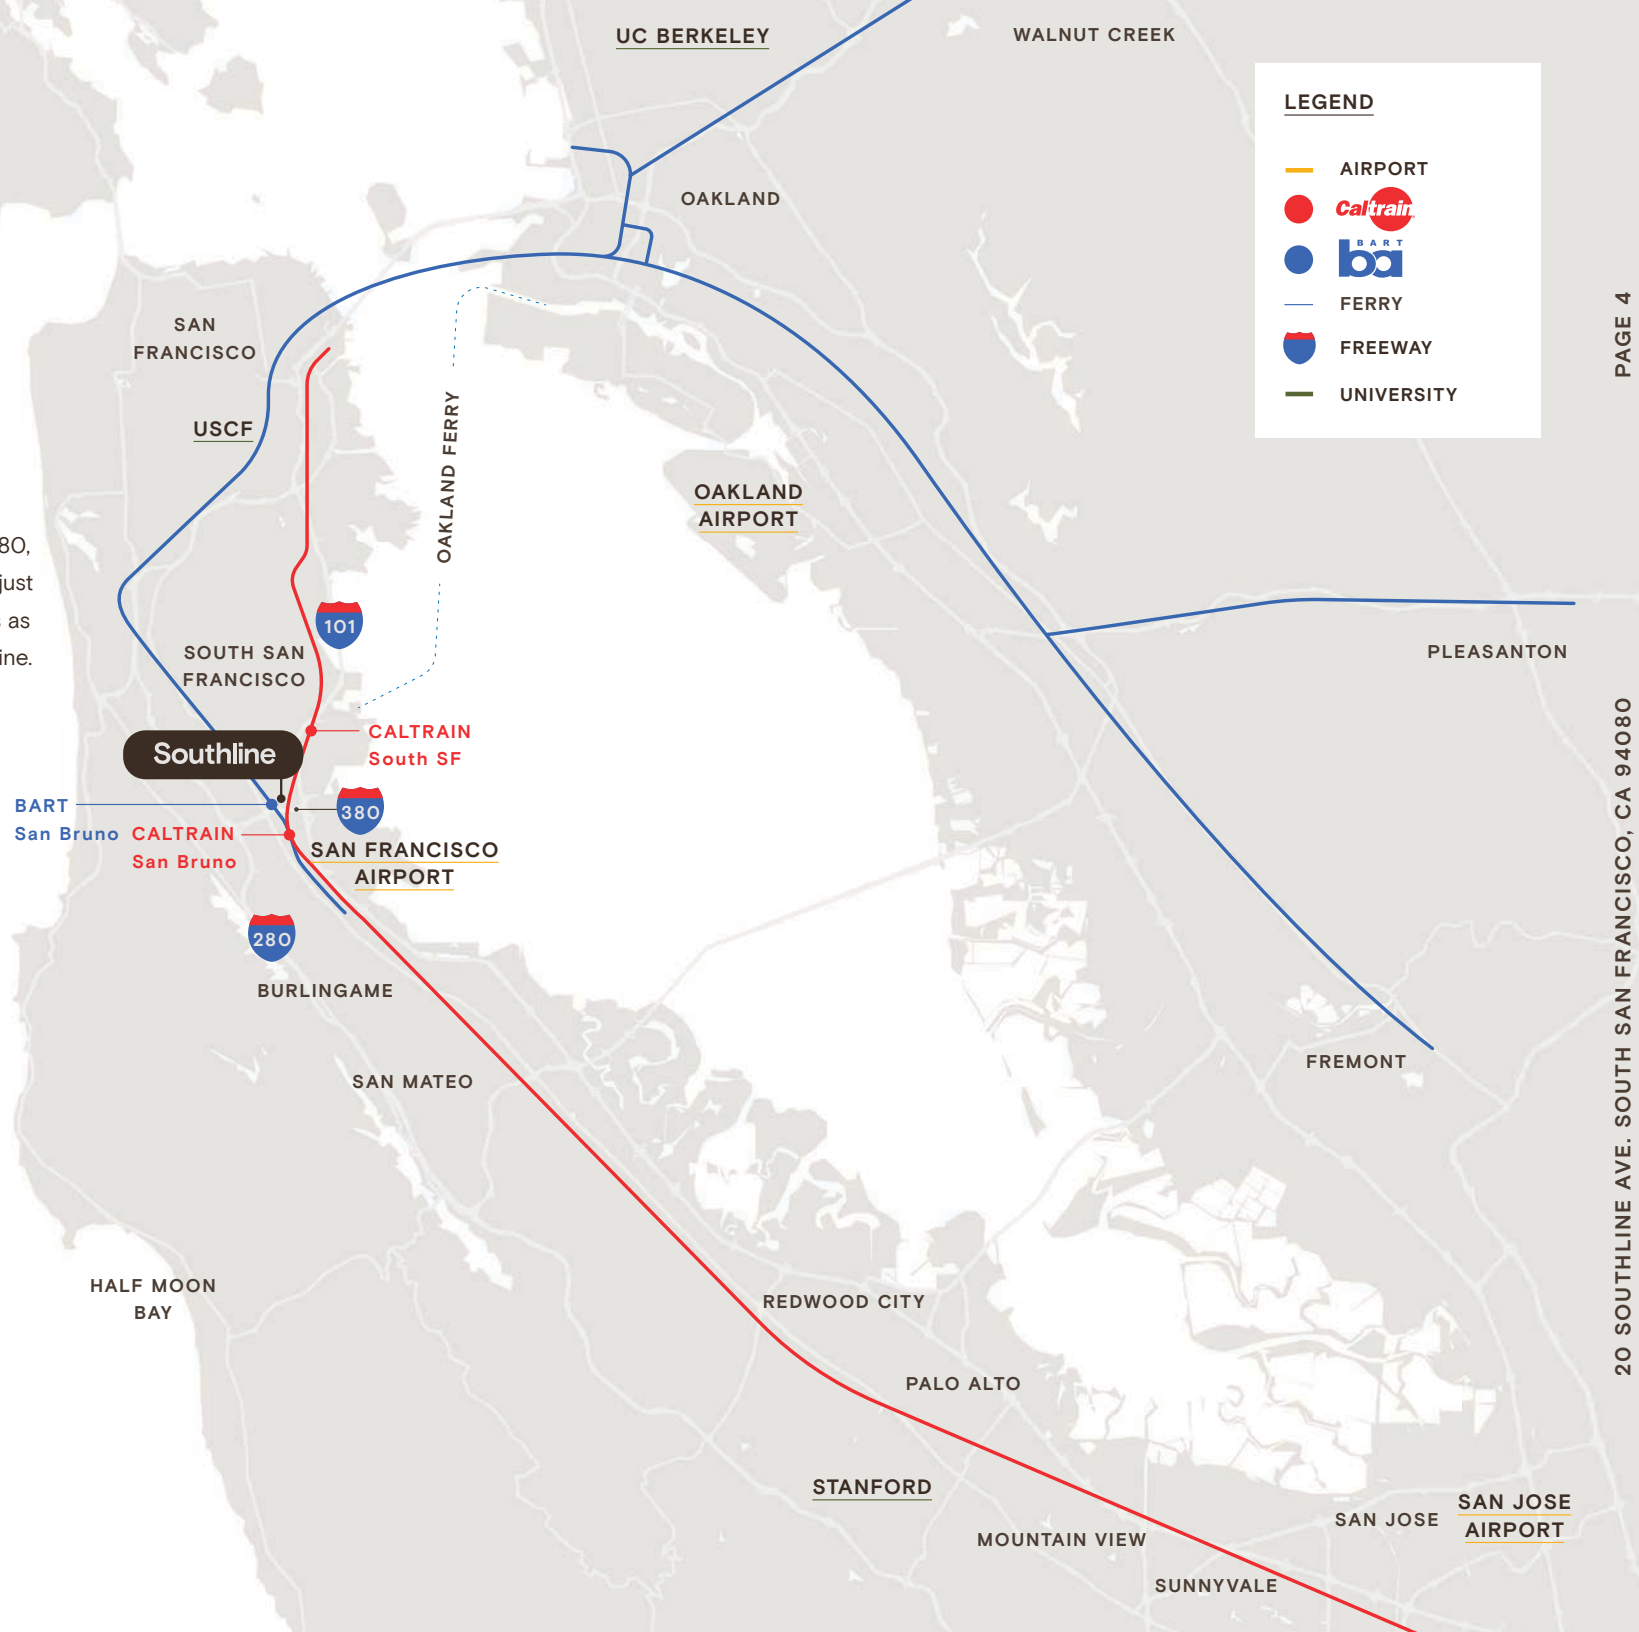 UC BERKELEY
WALNUT CREEK
LEGEND
AIRPORT
Caltrain
BART
ba
FERRY
FREEWAY
UNIVERSITY
OAKLAND
SAN
FRANCISCO
USCF
OAKLAND FERRY
OAKLAND
AIRPORT
80,
just
s as
ine.
101
SOUTH SAN
FRANCISCO
PLEASANTON
Southline
CALTRAIN
South SF
BART
San Bruno
380
CALTRAIN
San Bruno
SAN FRANCISCO
AIRPORT
280
BURLINGAME
SAN MATEO
FREMONT
HALF MOON
BAY
REDWOOD CITY
PALO ALTO
STANFORD
MOUNTAIN VIEW
SUNNYVALE
SAN JOSE
SAN JOSE
AIRPORT
PAGE 4
20 SOUTHLINE AVE. SOUTH SAN FRANCISCO, CA 94080